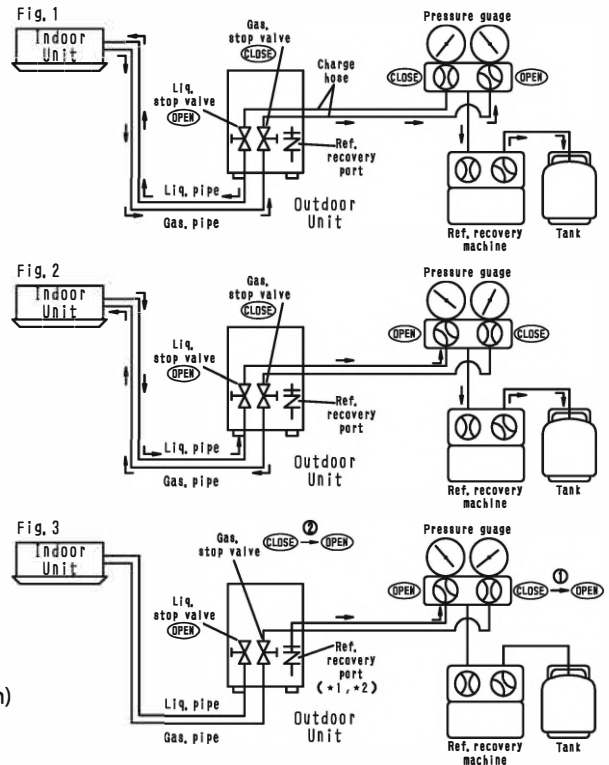 Fig. 1
Indoor
Unit
Gas.
stop valve
CLOSE
Liq.
stop valve
OPEN
Charge
hose
Ref.
recovery
port
Liq. pipe
Gas. pipe
Outdoor
Unit
Pressure guage
CLOSE
OPEN
Ref. recovery
machine
Tank
Fig. 2
Indoor
Unit
Gas.
stop valve
CLOSE
Liq.
stop valve
OPEN
Ref.
recovery
port
Liq. pipe
Gas. pipe
Outdoor
Unit
Pressure guage
OPEN
CLOSE
Ref. recovery
machine
Tank
Fig. 3
Indoor
Unit
Gas.
stop valve
②
CLOSE → OPEN
Liq.
stop valve
OPEN
Ref.
recovery
port
(*1,*2)
Liq. pipe
Gas. pipe
Outdoor
Unit
Pressure guage
OPEN
①
CLOSE → OPEN
Ref. recovery
machine
Tank